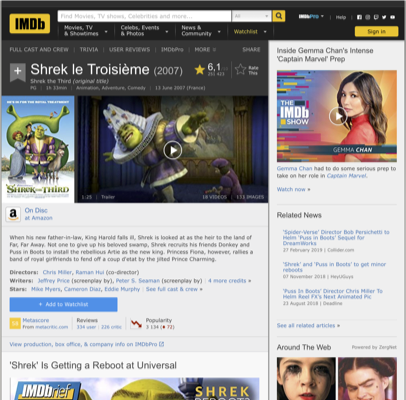 IMDb
Find Movies, TV shows, Celebrities and more...
All
IMDbPro
Help
Movies, TV
& Showtimes
Celebs, Events
& Photos
News &
Community
Watchlist
Sign in
FULL CAST AND CREW | TRIVIA | USER REVIEWS | IMDbPro | MORE
SHARE
Shrek le Troisième (2007)
Shrek the Third (original title)
PG | 1h 33min | Animation, Adventure, Comedy | 13 June 2007 (France)
6,1
Rate
This
SHREK THE THIRD
1:25 | Trailer
18 VIDEOS
171 IMAGES
On Disc
at Amazon
When his new father-in-law, King Harold falls ill, Shrek is looked at as the heir to the land of
Far, Far Away. Not one to give up his beloved swamp, Shrek recruits his friends Donkey and
Puss in Boots to install the rebellious Artie as the new king. Princess Fiona, however, rallies a
band of royal girlfriends to fend off a coup d'etat by the jilted Prince Charming.
Directors: Chris Miller, Raman Hui (co-director)
Writers: Jeffrey Price (screenplay by), Peter S. Seaman (screenplay by) | 4 more credits »
Stars: Mike Myers, Cameron Diaz, Eddie Murphy | See full cast & crew »
+ Add to Watchlist
58
Metascore
From metacritic.com
Reviews
334 user | 226 critic
Popularity
3 134 ( 72)
View production, box office, & company info on IMDbPro
'Shrek' Is Getting a Reboot at Universal
IMDbrief
SHREK
REBOOT?
Inside Gemma Chan's Intense
'Captain Marvel' Prep
THE
IMDb
SHOW
GEMMA CHAN
Gemma Chan had to do some serious prep to
take on her role in Captain Marvel.
Watch now »
Related News
'Spider-Verse' Director Bob Persichetti to
Helm 'Puss in Boots' Sequel for
DreamWorks
27 February 2019 | Collider.com
'Shrek' and 'Puss in Boots' to get minor
reboots
07 November 2018 | HeyUGuys
'Puss In Boots' Director Chris Miller To
Helm Reel FX's Next Animated Pic
23 August 2018 | Deadline
See all related articles »
Around The Web
Powered by ZergNet